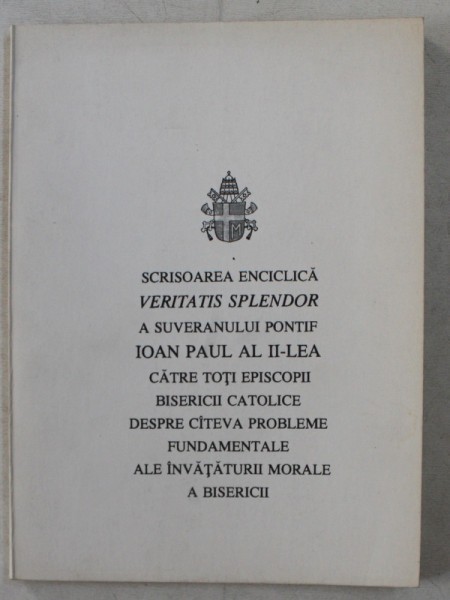 M
SCRISOAREA ENCICLICĂ
VERITATIS SPLENDOR
A SUVERANULUI PONTIF
IOAN PAUL AL II-LEA
CĂTRE TOŢI EPISCOPII
BISERICII CATOLICE
DESPRE CÎTEVA PROBLEME
FUNDAMENTALE
ALE ÎNVĂŢĂTURII MORALE
A BISERICII